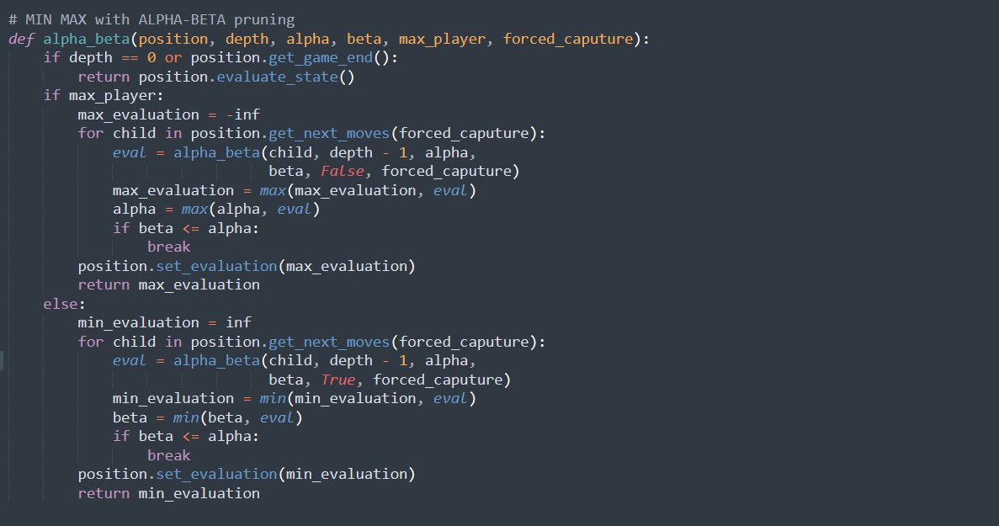 # MIN MAX with ALPHA-BETA pruning
def alpha_beta(position, depth, alpha, beta, max_player, forced_caputure):
    if depth == 0 or position.get_game_end():
        return position.evaluate_state()
    if max_player:
        max_evaluation = -inf
        for child in position.get_next_moves(forced_caputure):
            eval = alpha_beta(child, depth - 1, alpha,
                              beta, False, forced_caputure)
            max_evaluation = max(max_evaluation, eval)
            alpha = max(alpha, eval)
            if beta <= alpha:
                break
        position.set_evaluation(max_evaluation)
        return max_evaluation
    else:
        min_evaluation = inf
        for child in position.get_next_moves(forced_caputure):
            eval = alpha_beta(child, depth - 1, alpha,
                              beta, True, forced_caputure)
            min_evaluation = min(min_evaluation, eval)
            beta = min(beta, eval)
            if beta <= alpha:
                break
        position.set_evaluation(min_evaluation)
        return min_evaluation